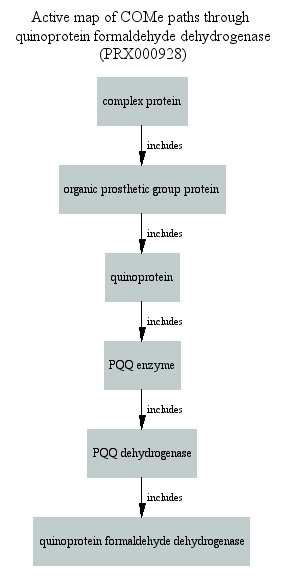 Active map of COMe paths through
quinoprotein formaldehyde dehydrogenase
(PRX000928)
complex protein
includes
organic prosthetic group protein
includes
quinoprotein
includes
PQQ enzyme
includes
PQQ dehydrogenase
includes
quinoprotein formaldehyde dehydrogenase